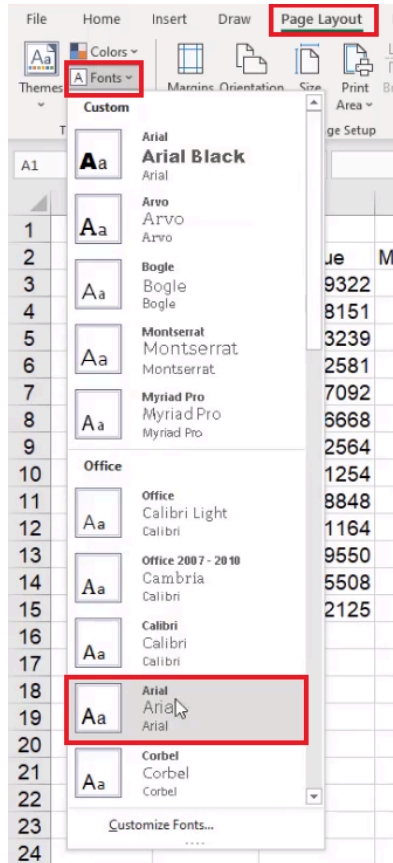 File Home Insert Draw Page Layout
Aa Colors
A Fonts
Themes Margins Orientation Size Print
Area
ge Setup
A1
Custom
Aa Arial
Arial Black
Arial
Aa Arvo
Arvo
Arvo
Aa Bogle
Bogle
Bogle
Aa Montserrat
Montserrat
Montserrat
Aa Myriad Pro
Myriad Pro
Myriad Pro
Office
Aa Office
Calibri Light
Calibri
Aa Office 2007 - 2010
Cambria
Calibri
Aa Calibri
Calibri
Calibri
Aa Arial
Arial
Arial
Aa Corbel
Corbel
Corbel
Customize Fonts...
1
2 ue M
3 9322
4 8151
5 3239
6 2581
7 7092
8 6668
9 2564
10 1254
11 8848
12 1164
13 9550
14 5508
15 2125
16
17
18
19
20
21
22
23
24